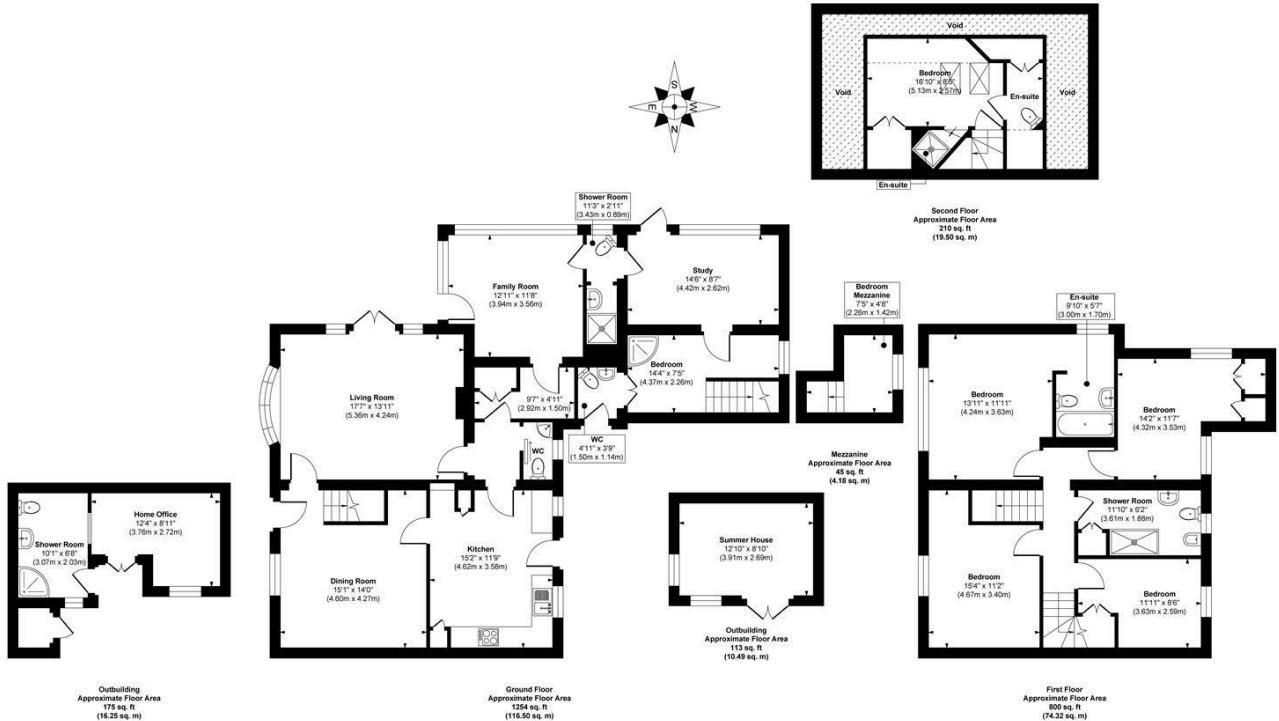 Void
Void
Void
Bedroom
16'10" x 8'5"
(5.13m x 2.57m)
En-suite
En-suite
Second Floor
Approximate Floor Area
210 sq. ft
(19.50 sq. m)
S
E
W
N
Shower Room
11'3" x 2'11"
(3.43m x 0.89m)
Family Room
12'11" x 11'8"
(3.94m x 3.56m)
Study
14'6" x 8'7"
(4.42m x 2.62m)
Bedroom
14'4" x 7'5"
(4.37m x 2.26m)
Living Room
17'7" x 13'11"
(5.36m x 4.24m)
9'7" x 4'11"
(2.92m x 1.50m)
WC
WC
4'11" x 3'9"
(1.50m x 1.14m)
Dining Room
15'1" x 14'0"
(4.60m x 4.27m)
Kitchen
15'2" x 11'9"
(4.62m x 3.58m)
Ground Floor
Approximate Floor Area
1254 sq. ft
(116.50 sq. m)
Home Office
12'4" x 8'11"
(3.76m x 2.72m)
Shower Room
10'1" x 6'8"
(3.07m x 2.03m)
Outbuilding
Approximate Floor Area
175 sq. ft
(16.25 sq. m)
Bedroom
Mezzanine
7'5" x 4'8"
(2.26m x 1.42m)
Mezzanine
Approximate Floor Area
45 sq. ft
(4.18 sq. m)
Summer House
12'10" x 8'10"
(3.91m x 2.69m)
Outbuilding
Approximate Floor Area
113 sq. ft
(10.49 sq. m)
En-suite
9'10" x 5'7"
(3.00m x 1.70m)
Bedroom
13'11" x 11'11"
(4.24m x 3.63m)
Bedroom
14'2" x 11'7"
(4.32m x 3.53m)
Shower Room
11'10" x 6'2"
(3.61m x 1.88m)
Bedroom
15'4" x 11'2"
(4.67m x 3.40m)
Bedroom
11'11" x 8'6"
(3.63m x 2.59m)
First Floor
Approximate Floor Area
800 sq. ft
(74.32 sq. m)